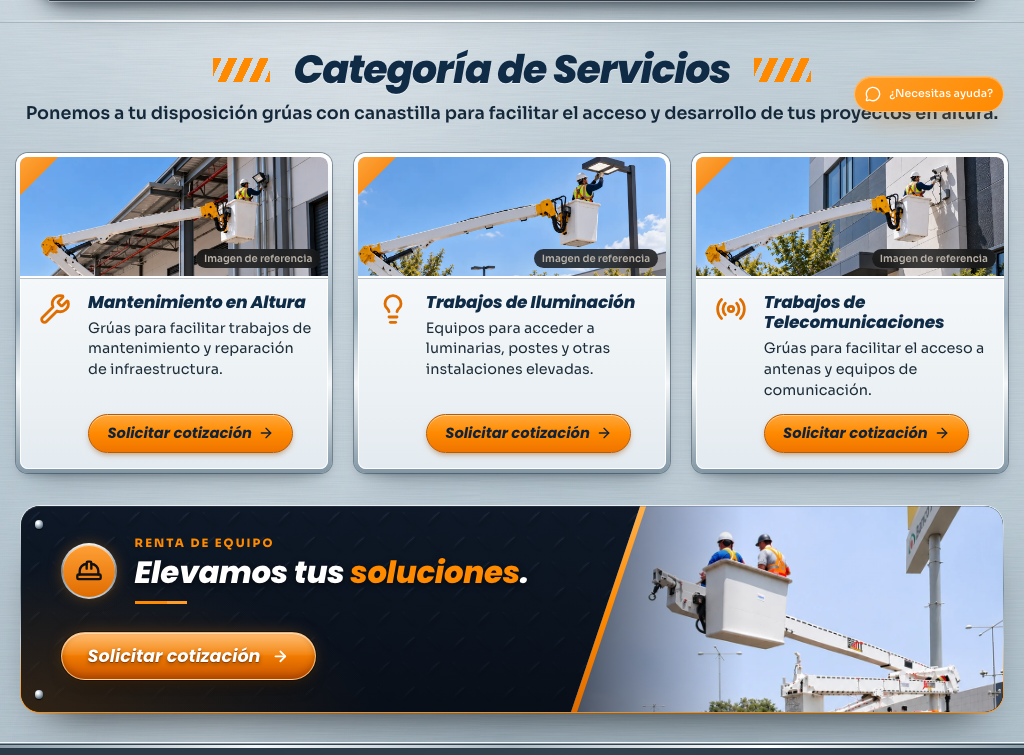 Categoría de Servicios
¿Necesitas ayuda?
Ponemos a tu disposición grúas con canastilla para facilitar el acceso y desarrollo de tus proyectos en altura.
Imagen de referencia
Mantenimiento en Altura
Grúas para facilitar trabajos de
mantenimiento y reparación
de infraestructura.
Solicitar cotización
Imagen de referencia
Trabajos de Iluminación
Equipos para acceder a
luminarias, postes y otras
instalaciones elevadas.
Solicitar cotización
Imagen de referencia
Trabajos de
Telecomunicaciones
Grúas para facilitar el acceso a
antenas y equipos de
comunicación.
Solicitar cotización
RENTA DE EQUIPO
Elevamos tus soluciones.
Solicitar cotización